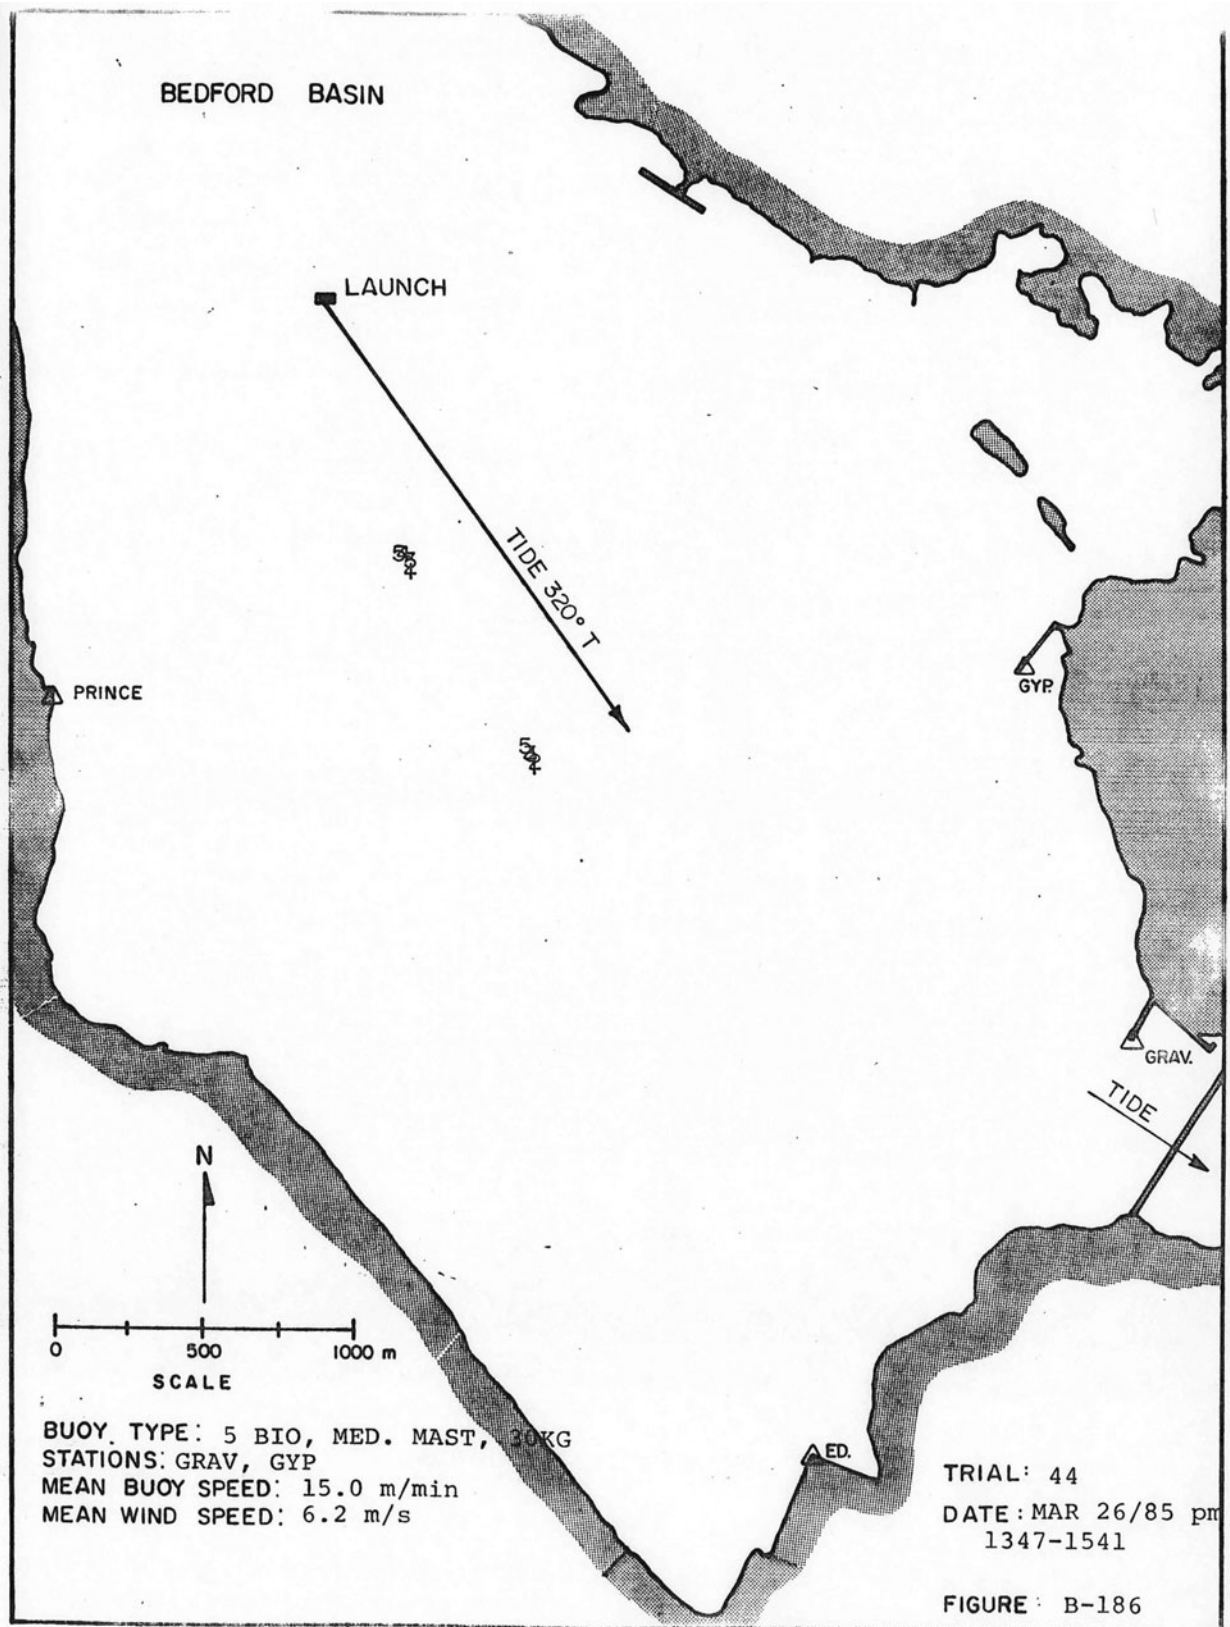 BEDFORD BASIN
LAUNCH
TIDE 320° T
PRINCE
GYP.
GRAV.
TIDE
N
0 500 1000 m
SCALE
ED.
BUOY TYPE: 5 BIO, MED. MAST, 30KG
STATIONS: GRAV, GYP
MEAN BUOY SPEED: 15.0 m/min
MEAN WIND SPEED: 6.2 m/s
TRIAL: 44
DATE: MAR 26/85 pm
1347-1541
FIGURE: B-186